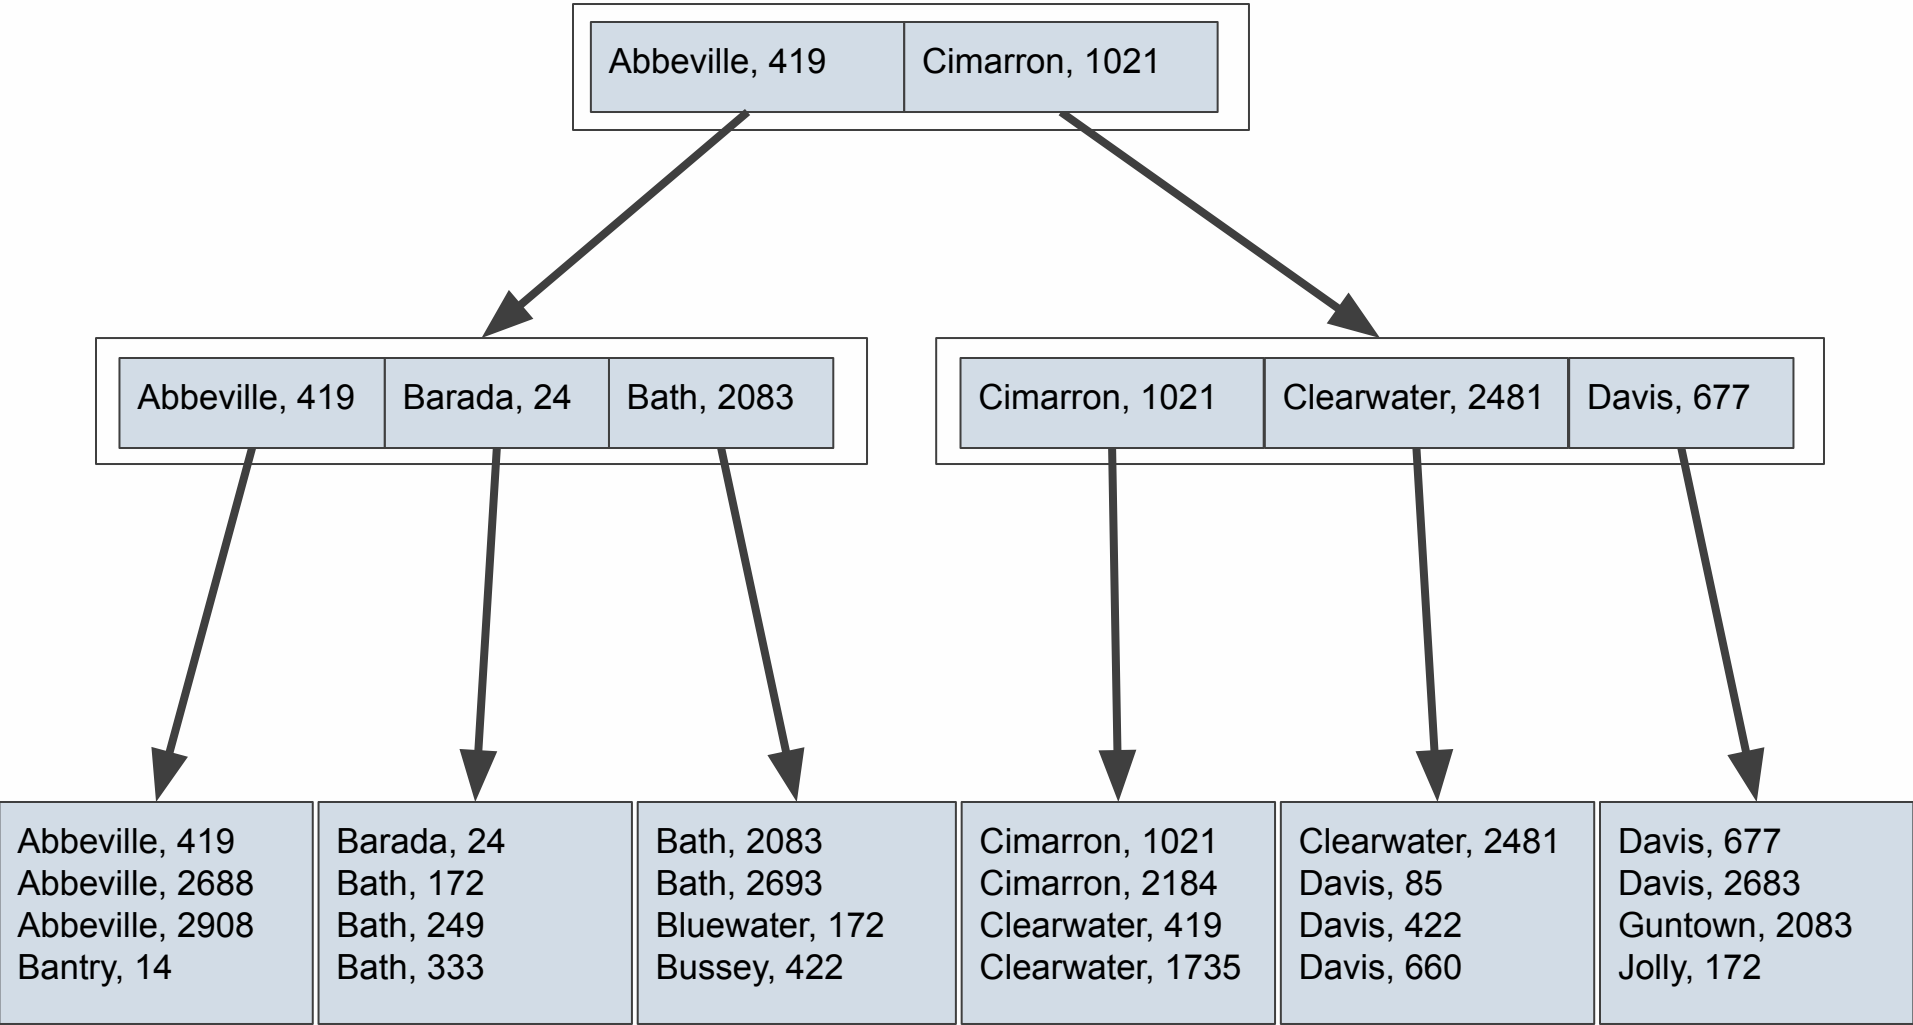 Abbeville, 419
Cimarron, 1021
Abbeville, 419
Barada, 24
Bath, 2083
Cimarron, 1021
Clearwater, 2481
Davis, 677
Abbeville, 419
Abbeville, 2688
Abbeville, 2908
Bantry, 14
Barada, 24
Bath, 172
Bath, 249
Bath, 333
Bath, 2083
Bath, 2693
Bluewater, 172
Bussey, 422
Cimarron, 1021
Cimarron, 2184
Clearwater, 419
Clearwater, 1735
Clearwater, 2481
Davis, 85
Davis, 422
Davis, 660
Davis, 677
Davis, 2683
Guntown, 2083
Jolly, 172